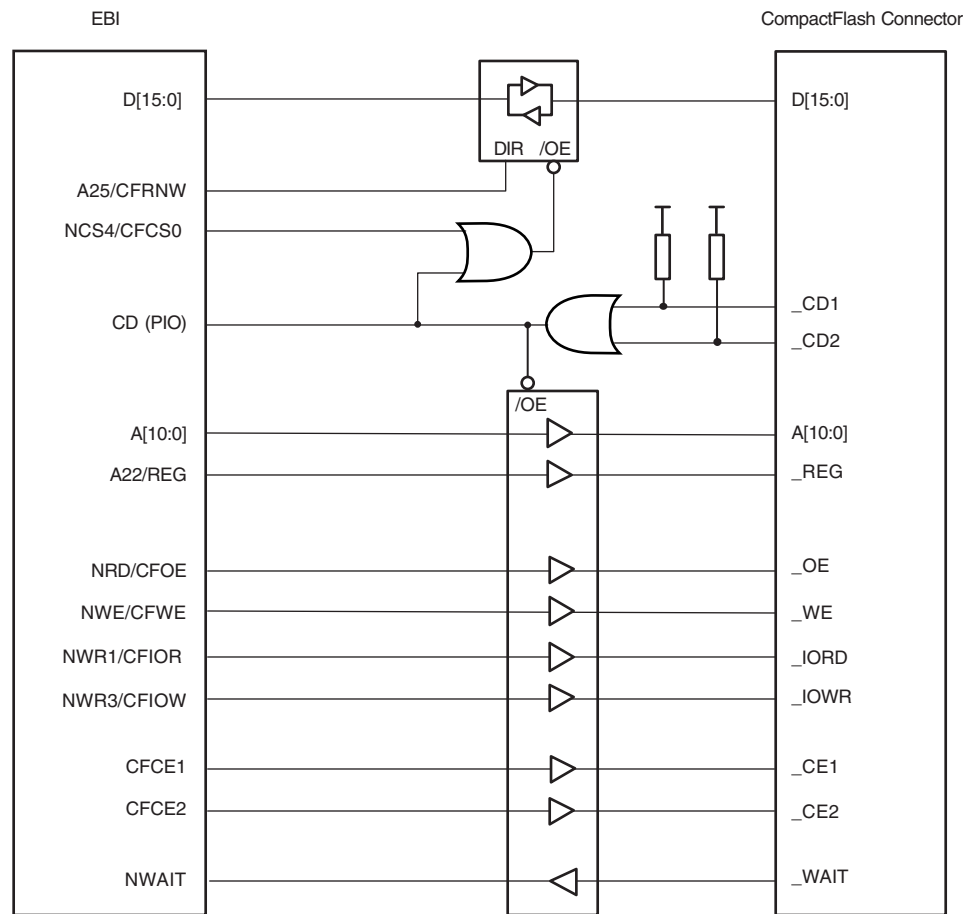 EBI
CompactFlash Connector
D[15:0]
D[15:0]
DIR /OE
A25/CFRNW
NCS4/CFCS0
_CD1
CD (PIO)
_CD2
/OE
A[10:0]
A[10:0]
A22/REG
_REG
NRD/CFOE
_OE
NWE/CFWE
_WE
NWR1/CFIOR
_IORD
NWR3/CFIOW
_IOWR
CFCE1
_CE1
CFCE2
_CE2
NWAIT
_WAIT